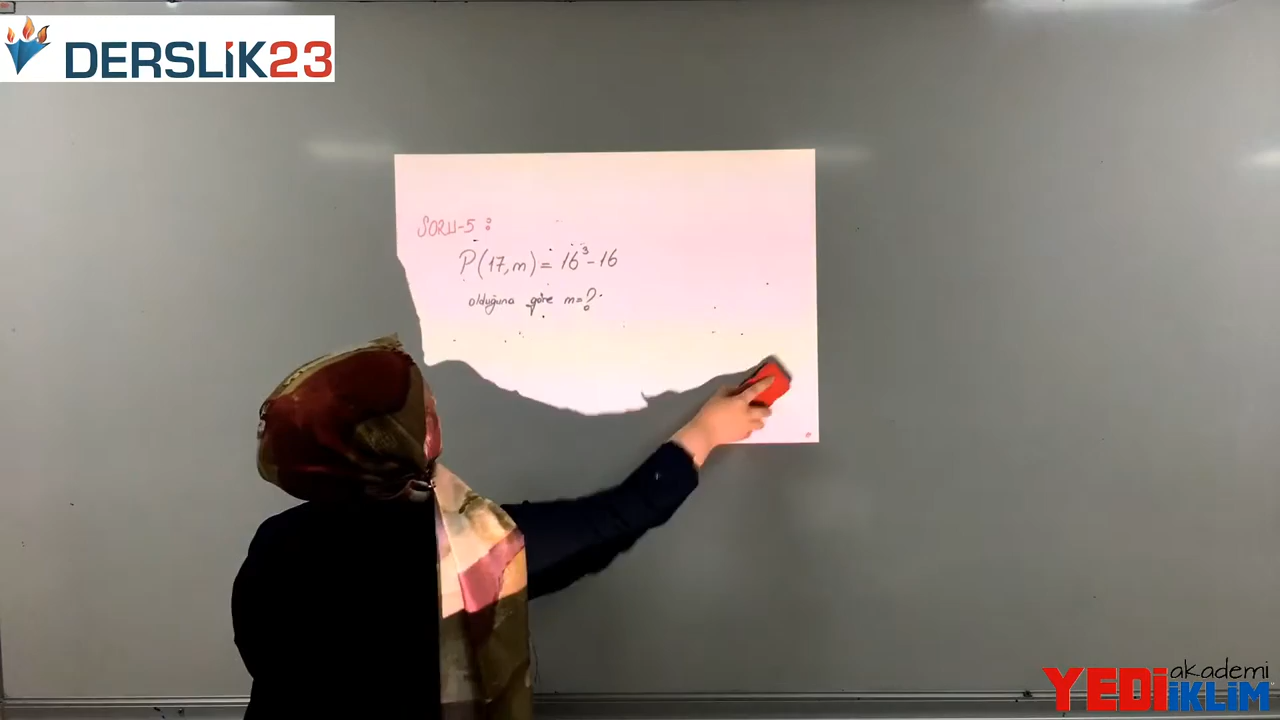 DERSLİK23
SORU-5:
P(17,m) = 16³-16
olduğuna göre m=?
YEDİ akademi
İKLİM